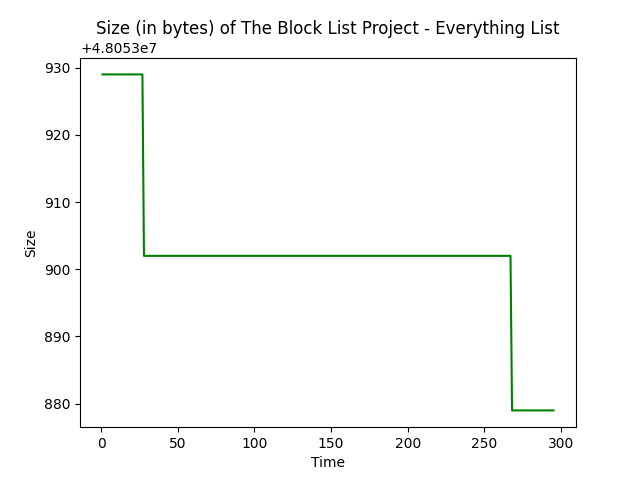 Size (in bytes) of The Block List Project - Everything List
+4.8053e7
930
920
910
900
890
880
Size
0 50 100 150 200 250 300
Time